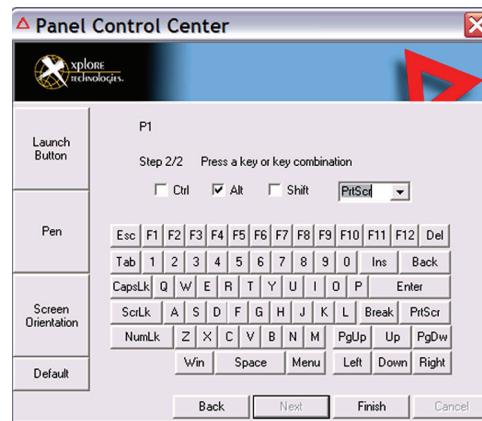 Panel Control Center
xplore
technologies.
Launch
Button
Pen
Screen
Orientation
Default
P1
Step 2/2 Press a key or key combination
Ctrl Alt Shift PrtScr
Esc F1 F2 F3 F4 F5 F6 F7 F8 F9 F10 F11 F12 Del
Tab 1 2 3 4 5 6 7 8 9 0 Ins Back
CapsLk Q W E R T Y U I O P Enter
ScrLk A S D F G H J K L Break PrtScr
NumLk Z X C V B N M PgUp Up PgDw
Win Space Menu Left Down Right
Back Next Finish Cancel